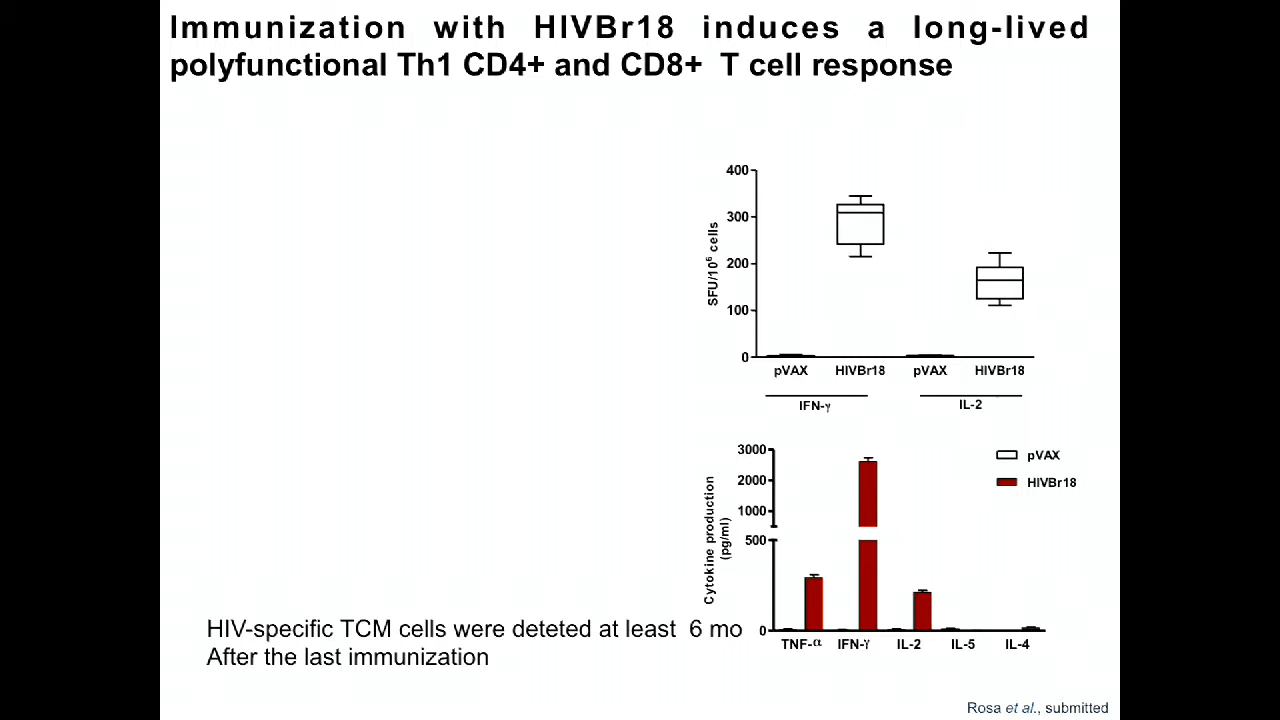 Immunization with HIVBr18 induces a long-lived
polyfunctional Th1 CD4+ and CD8+ T cell response
400
300
200
100
0
SFU/10⁶ cells
pVAX HIVBr18 pVAX HIVBr18
IFN-γ IL-2
3000
2000
1000
500
0
Cytokine production
(pg/ml)
pVAX
HIVBr18
TNF-α IFN-γ IL-2 IL-5 IL-4
HIV-specific TCM cells were deteted at least 6 mo
After the last immunization
Rosa et al., submitted